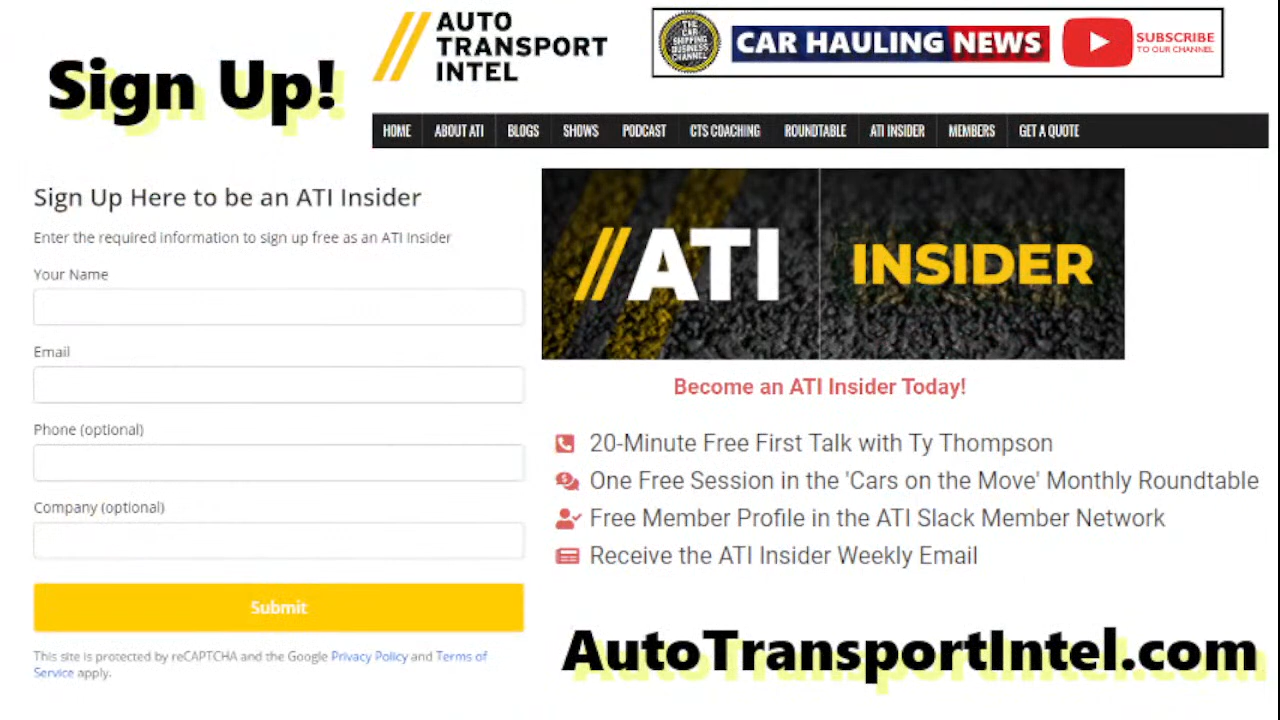 Sign Up!
AUTO
TRANSPORT
INTEL
THE
CAR
SHIPPING
BUSINESS
CHANNEL
CAR HAULING NEWS
SUBSCRIBE
TO OUR CHANNEL
HOME ABOUT ATI BLOGS SHOWS PODCAST CTS COACHING ROUNDTABLE ATI INSIDER MEMBERS GET A QUOTE
Sign Up Here to be an ATI Insider
Enter the required information to sign up free as an ATI Insider
Your Name
Email
Phone (optional)
Company (optional)
Submit
This site is protected by reCAPTCHA and the Google Privacy Policy and Terms of
Service apply.
//ATI INSIDER
Become an ATI Insider Today!
20-Minute Free First Talk with Ty Thompson
One Free Session in the 'Cars on the Move' Monthly Roundtable
Free Member Profile in the ATI Slack Member Network
Receive the ATI Insider Weekly Email
AutoTransportIntel.com